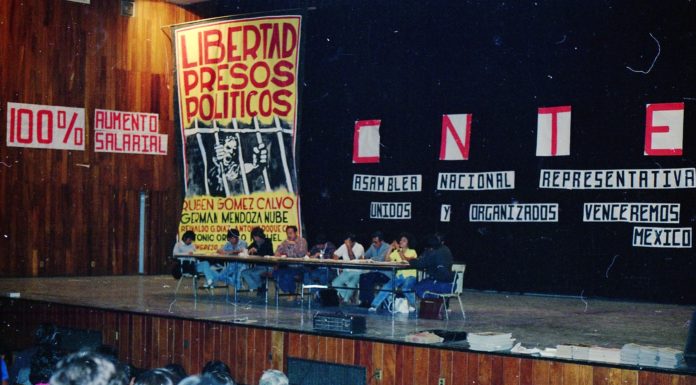 LIBERTAD
PRESOS
POLITICOS
100%
AUMENTO
SALARIAL
RUBEN GOMEZ CALVO
GERMAN MENDOZA NUBE
CNTE
ASAMBLEA NACIONAL REPRESENTATIVA
UNIDOS Y ORGANIZADOS VENCEREMOS
MEXICO